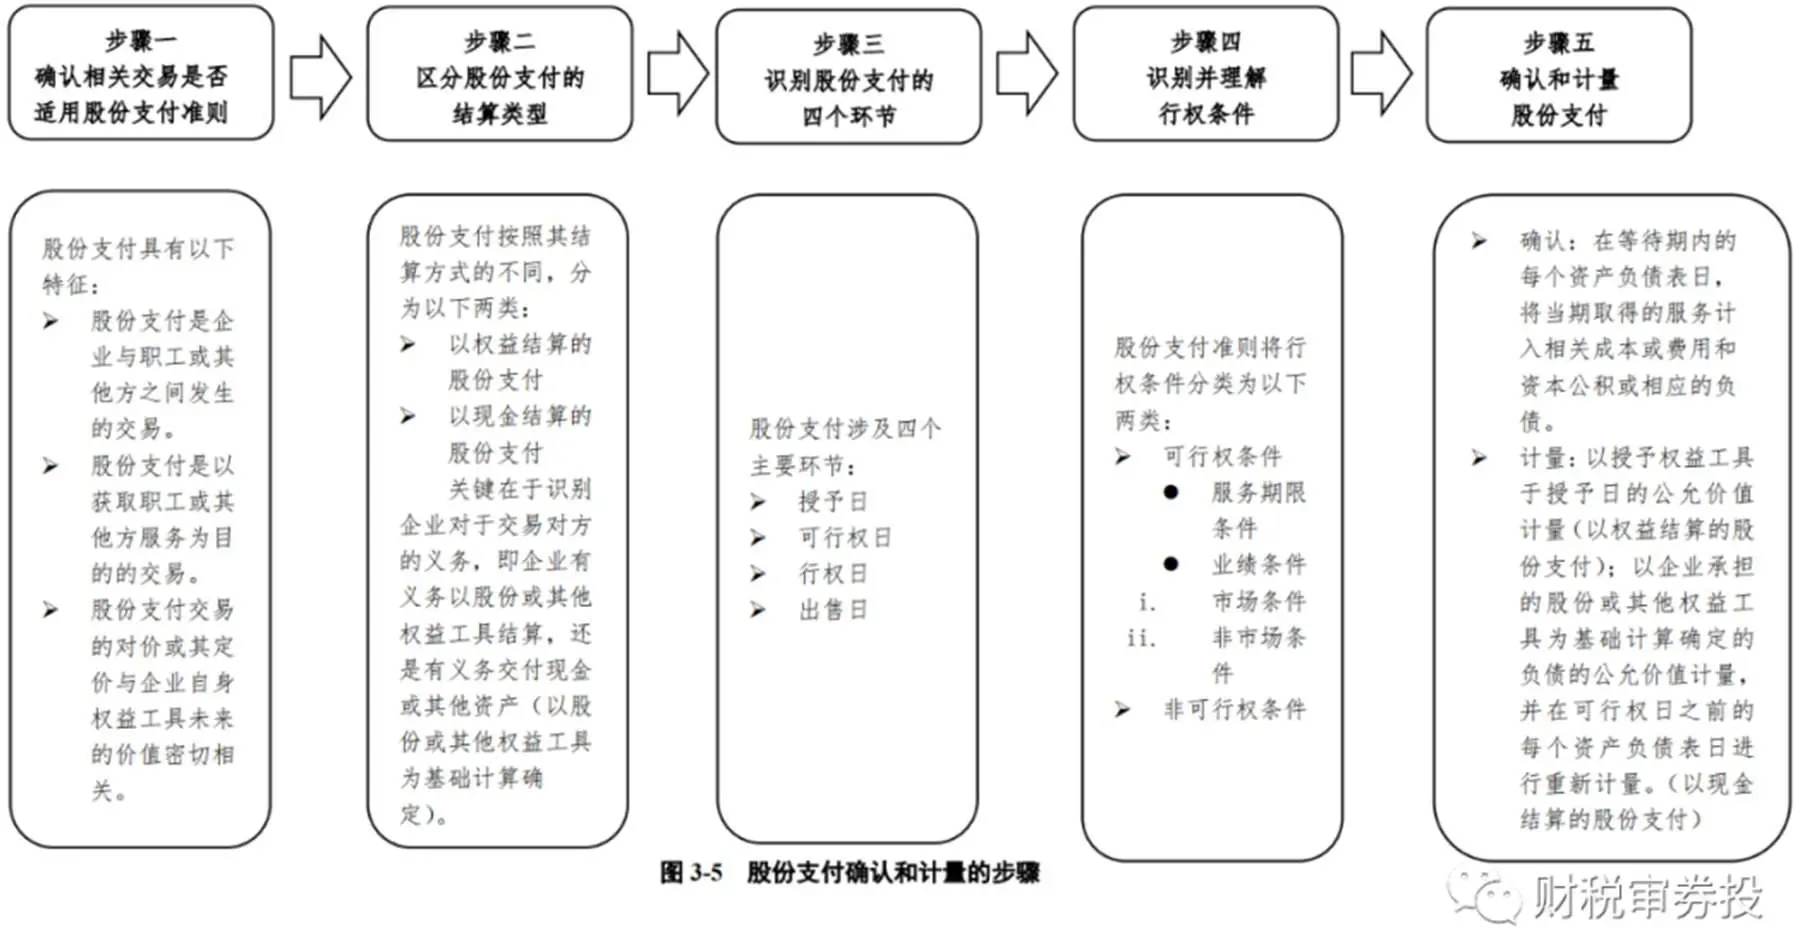 步骤一
确认相关交易是否
适用股份支付准则
步骤二
区分股份支付的
结算类型
步骤三
识别股份支付的
四个环节
步骤四
识别并理解
行权条件
步骤五
确认和计量
股份支付
股份支付具有以下
特征：
➢ 股份支付是企
业与职工或其
他方之间发生
的交易。
➢ 股份支付是以
获取职工或其
他方服务为目
的的交易。
➢ 股份支付交易
的对价或其定
价与企业自身
权益工具未来
的价值密切相
关。
股份支付按照其结
算方式的不同，分
为以下两类：
➢ 以权益结算的
股份支付
➢ 以现金结算的
股份支付
关键在于识别
企业对于交易对方
的义务，即企业有
义务以股份或其他
权益工具结算，还
是有义务交付现金
或其他资产（以股
份或其他权益工具
为基础计算确
定）。
股份支付涉及四个
主要环节：
➢ 授予日
➢ 可行权日
➢ 行权日
➢ 出售日
股份支付准则将行
权条件分类为以下
两类：
➢ 可行权条件
● 服务期限
条件
● 业绩条件
i. 市场条件
ii. 非市场条
件
➢ 非可行权条件
➢ 确认：在等待期内的
每个资产负债表日，
将当期取得的服务计
入相关成本或费用和
资本公积或相应的负
债。
➢ 计量：以授予权益工具
于授予日的公允价值
计量（以权益结算的股
份支付）；以企业承担
的股份或其他权益工
具为基础计算确定的
负债的公允价值计量，
并在可行权日之前的
每个资产负债表日进
行重新计量。（以现金
结算的股份支付）
图 3-5 股份支付确认和计量的步骤
财税审券投